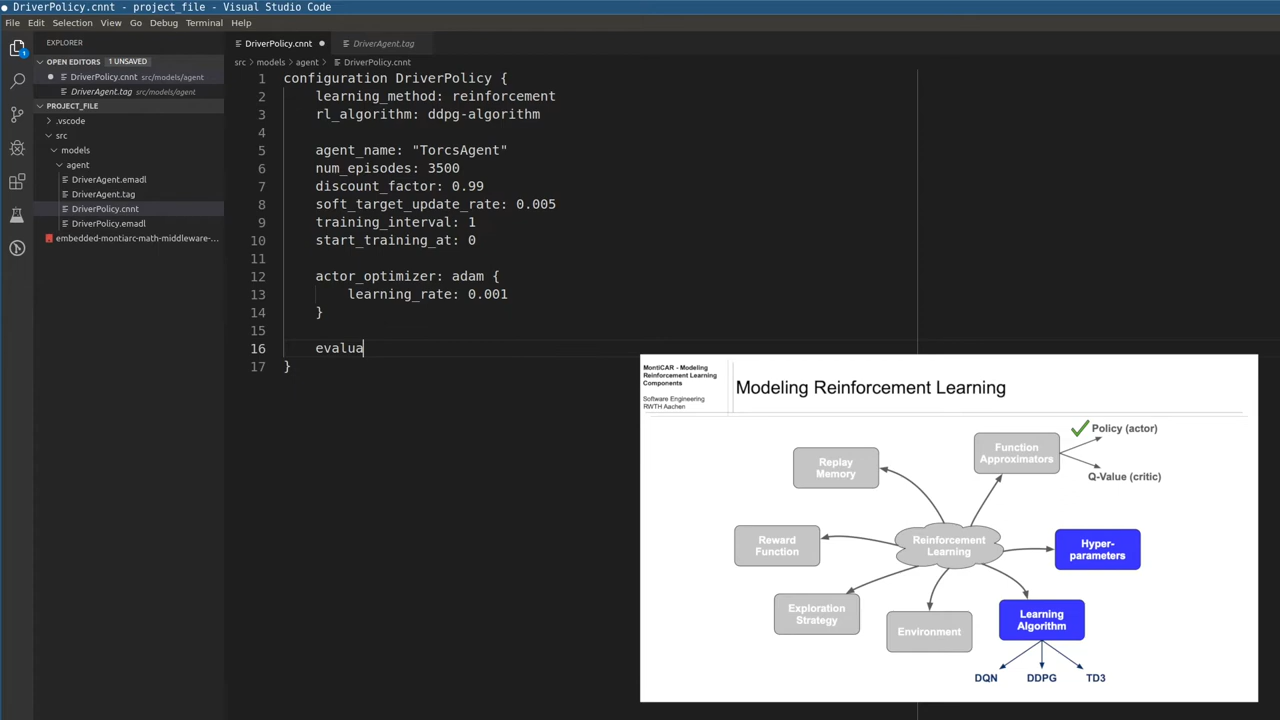 DriverPolicy.cnnt - project_file - Visual Studio Code
File Edit Selection View Go Debug Terminal Help
EXPLORER
OPEN EDITORS 1 UNSAVED
DriverPolicy.cnnt src/models/agent
DriverAgent.tag src/models/agent
PROJECT_FILE
.vscode
src
models
agent
DriverAgent.emadl
DriverAgent.tag
DriverPolicy.cnnt
DriverPolicy.emadl
embedded-montiarc-math-middleware-...
1
DriverPolicy.cnnt DriverAgent.tag
src > models > agent > DriverPolicy.cnnt
1 configuration DriverPolicy {
2 learning_method: reinforcement
3 rl_algorithm: ddpg-algorithm
4
5 agent_name: "TorcsAgent"
6 num_episodes: 3500
7 discount_factor: 0.99
8 soft_target_update_rate: 0.005
9 training_interval: 1
10 start_training_at: 0
11
12 actor_optimizer: adam {
13 learning_rate: 0.001
14 }
15
16 evalua
17 }
MontiCAR - Modeling
Reinforcement Learning
Components
Software Engineering
RWTH Aachen
Modeling Reinforcement Learning
Policy (actor)
Function
Approximators
Q-Value (critic)
Replay
Memory
Reward
Function
Reinforcement
Learning
Hyper-
parameters
Exploration
Strategy
Environment
Learning
Algorithm
DQN DDPG TD3